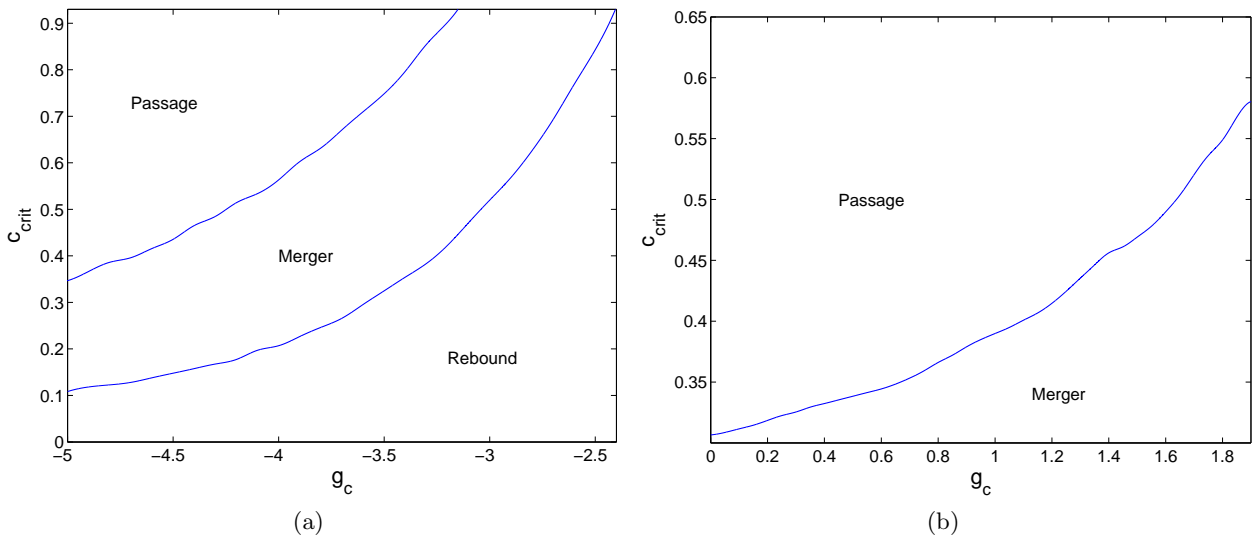 0.9
0.8
0.7
0.6
0.5
0.4
0.3
0.2
0.1
0
c_crit
Passage
Merger
Rebound
−5 −4.5 −4 −3.5 −3 −2.5
g_c
(a)
0.65
0.6
0.55
0.5
0.45
0.4
0.35
c_crit
Passage
Merger
0 0.2 0.4 0.6 0.8 1 1.2 1.4 1.6 1.8
g_c
(b)